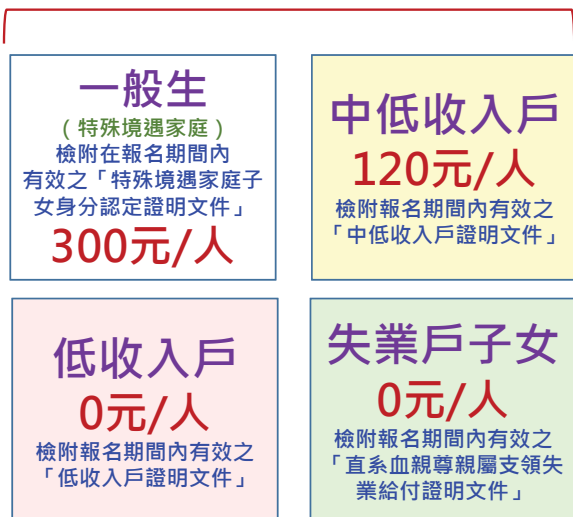 一般生
(特殊境遇家庭)
檢附在報名期間內
有效之「特殊境遇家庭子
女身分認定證明文件」
300元/人
中低收入戶
120元/人
檢附報名期間內有效之
「中低收入戶證明文件」
低收入戶
0元/人
檢附報名期間內有效之
「低收入戶證明文件」
失業戶子女
0元/人
檢附報名期間內有效之
「直系血親尊親屬支領失
業給付證明文件」